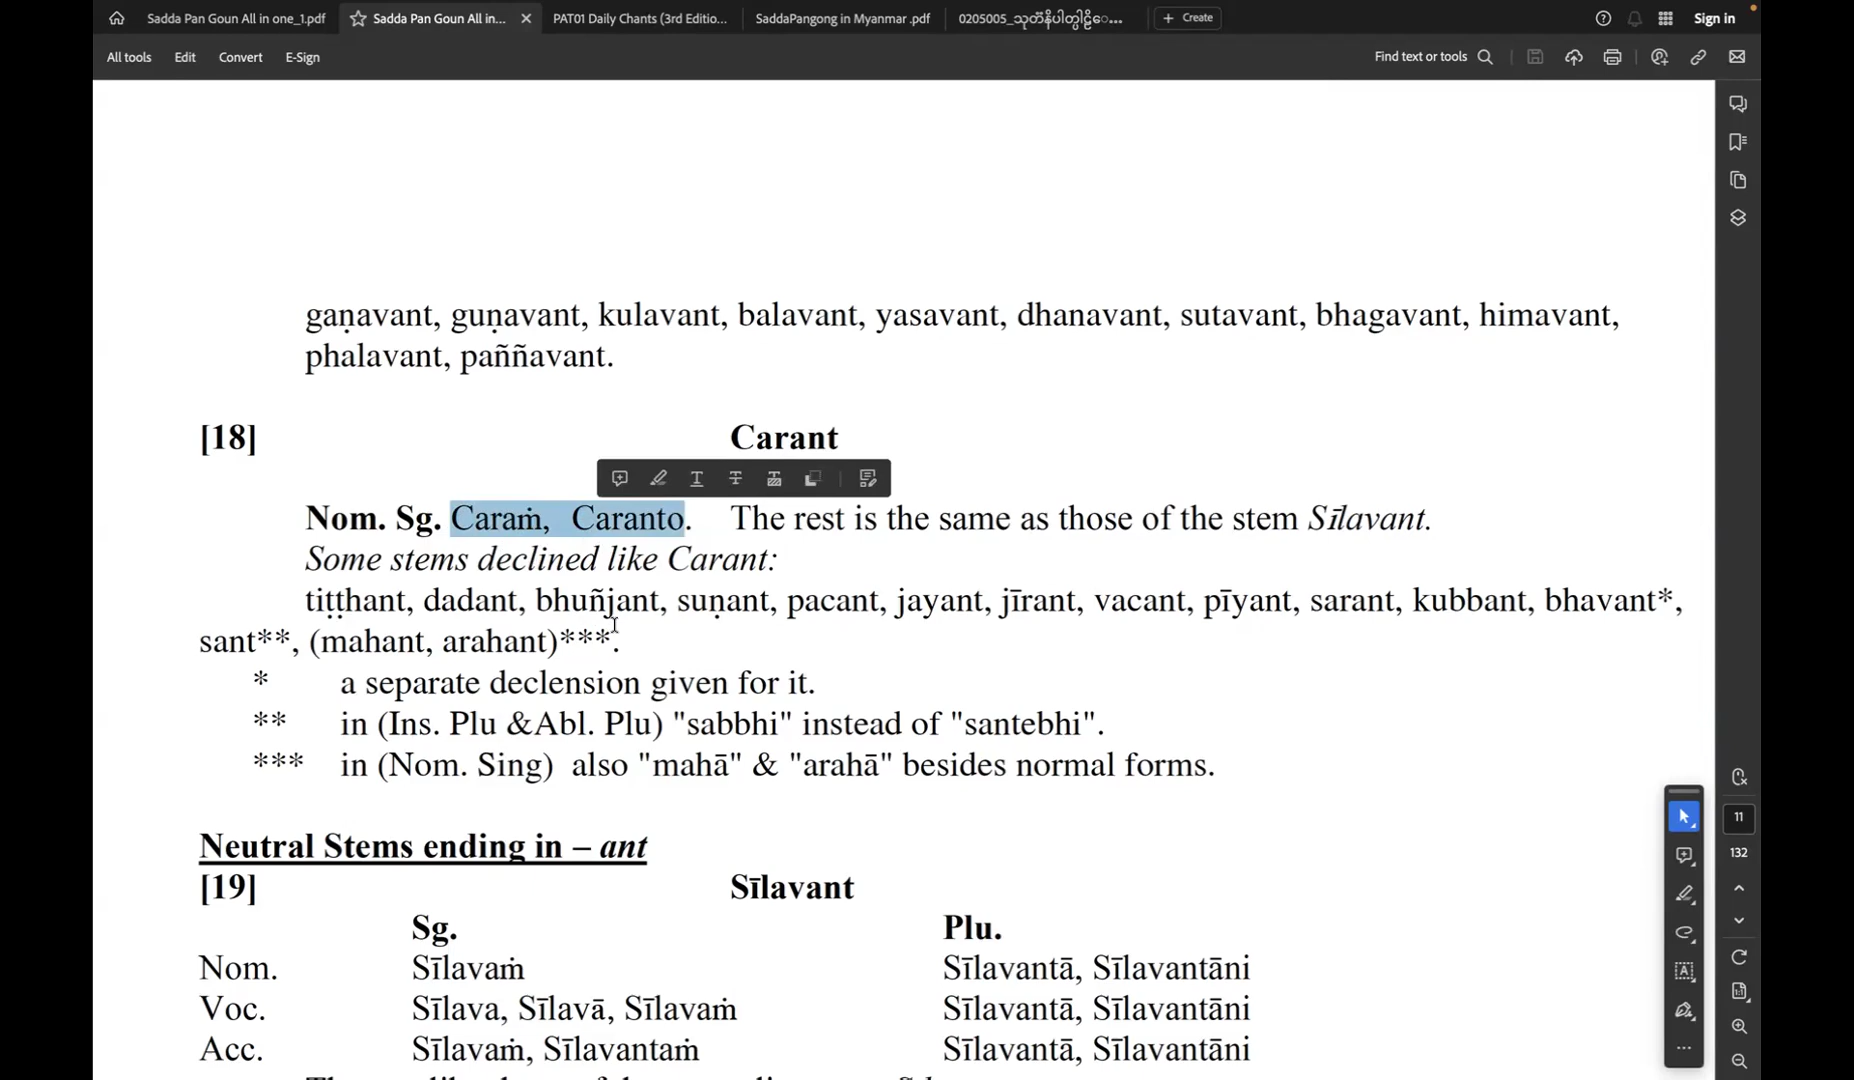 Sadda Pan Goun All in one_1.pdf
Sadda Pan Goun All in...
PAT01 Daily Chants (3rd Editio...
SaddaPangong in Myanmar .pdf
Create
Sign in
All tools
Edit
Convert
E-Sign
Find text or tools
gaṇavant, guṇavant, kulavant, balavant, yasavant, dhanavant, sutavant, bhagavant, himavant,
phalavant, paññavant.
[18] Carant
Nom. Sg. Caraṁ, Caranto. The rest is the same as those of the stem Sīlavant.
Some stems declined like Carant:
tiṭṭhant, dadant, bhuñjant, suṇant, pacant, jayant, jīrant, vacant, pīyant, sarant, kubbant, bhavant*,
sant**, (mahant, arahant)***.
* a separate declension given for it.
** in (Ins. Plu &Abl. Plu) "sabbhi" instead of "santebhi".
*** in (Nom. Sing) also "mahā" & "arahā" besides normal forms.
Neutral Stems ending in – ant
[19] Sīlavant
Sg. Plu.
Nom. Sīlavaṁ Sīlavantā, Sīlavantāni
Voc. Sīlava, Sīlavā, Sīlavaṁ Sīlavantā, Sīlavantāni
Acc. Sīlavaṁ, Sīlavantaṁ Sīlavantā, Sīlavantāni
11
132